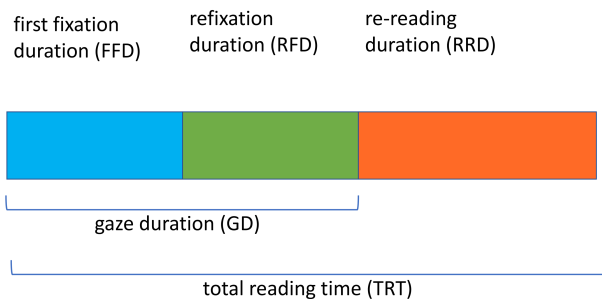 first fixation
duration (FFD)
refixation
duration (RFD)
re-reading
duration (RRD)
gaze duration (GD)
total reading time (TRT)